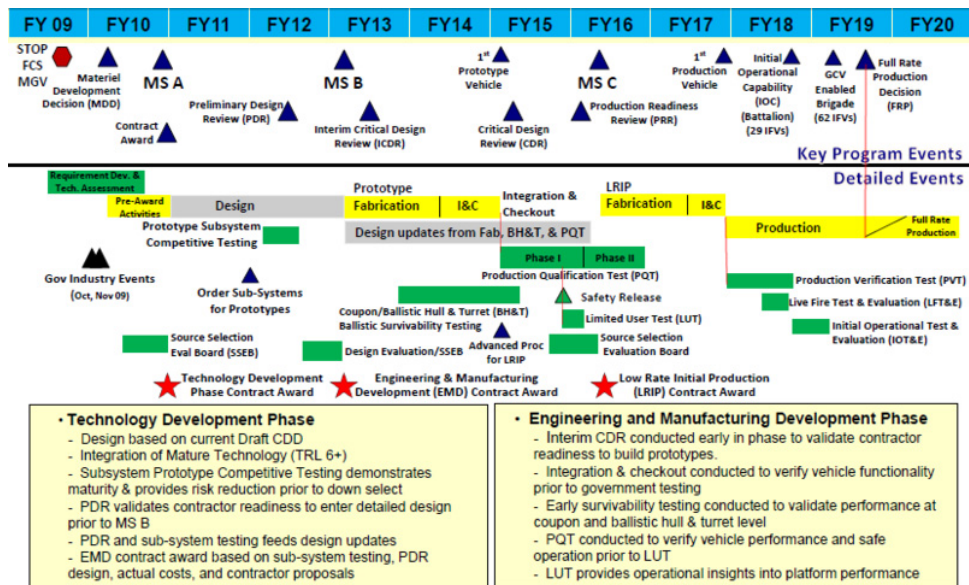 FY 09 FY10 FY11 FY12 FY13 FY14 FY15 FY16 FY17 FY18 FY19 FY20
STOP
FCS
MGV
Materiel
Development
Decision (MDD)
MS A
Contract
Award
Preliminary Design
Review (PDR)
MS B
Interim Critical Design
Review (ICDR)
1st
Prototype
Vehicle
Critical Design
Review (CDR)
MS C
Production Readiness
Review (PRR)
1st
Production
Vehicle
Initial
Operational
Capability
(IOC)
(Battalion)
(29 IFVs)
GCV
Enabled
Brigade
(62 IFVs)
Full Rate
Production
Decision
(FRP)
Key Program Events
Detailed Events
Requirement Dev. &
Tech. Assessment
Pre-Award
Activities
Design
Prototype
Fabrication
I&C
Integration &
Checkout
LRIP
Fabrication
I&C
Production
Full Rate
Production
Prototype Subsystem
Competitive Testing
Design updates from Fab, BH&T, & PQT
Phase I
Phase II
Production Qualification Test (PQT)
Gov Industry Events
(Oct, Nov 09)
Order Sub-Systems
for Prototypes
Coupon/Ballistic Hull & Turret (BH&T)
Ballistic Survivability Testing
Safety Release
Limited User Test (LUT)
Production Verification Test (PVT)
Live Fire Test & Evaluation (LFT&E)
Initial Operational Test &
Evaluation (IOT&E)
Source Selection
Eval Board (SSEB)
Design Evaluation/SSEB
Advanced Proc
for LRIP
Source Selection
Evaluation Board
Technology Development
Phase Contract Award
Engineering & Manufacturing
Development (EMD) Contract Award
Low Rate Initial Production
(LRIP) Contract Award
• Technology Development Phase
- Design based on current Draft CDD
- Integration of Mature Technology (TRL 6+)
- Subsystem Prototype Competitive Testing demonstrates
maturity & provides risk reduction prior to down select
- PDR validates contractor readiness to enter detailed design
prior to MS B
- PDR and sub-system testing feeds design updates
- EMD contract award based on sub-system testing, PDR
design, actual costs, and contractor proposals
• Engineering and Manufacturing Development Phase
- Interim CDR conducted early in phase to validate contractor
readiness to build prototypes.
- Integration & checkout conducted to verify vehicle functionality
prior to government testing
- Early survivability testing conducted to validate performance at
coupon and ballistic hull & turret level
- PQT conducted to verify vehicle performance and safe
operation prior to LUT
- LUT provides operational insights into platform performance